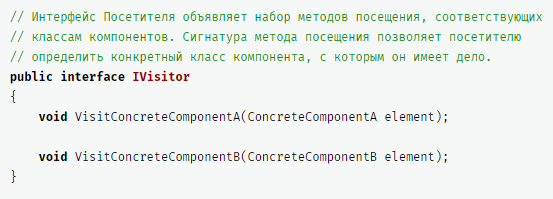 // Интерфейс Посетителя объявляет набор методов посещения, соответствующих
// классам компонентов. Сигнатура метода посещения позволяет посетителю
// определить конкретный класс компонента, с которым он имеет дело.
public interface IVisitor
{
    void VisitConcreteComponentA(ConcreteComponentA element);

    void VisitConcreteComponentB(ConcreteComponentB element);
}